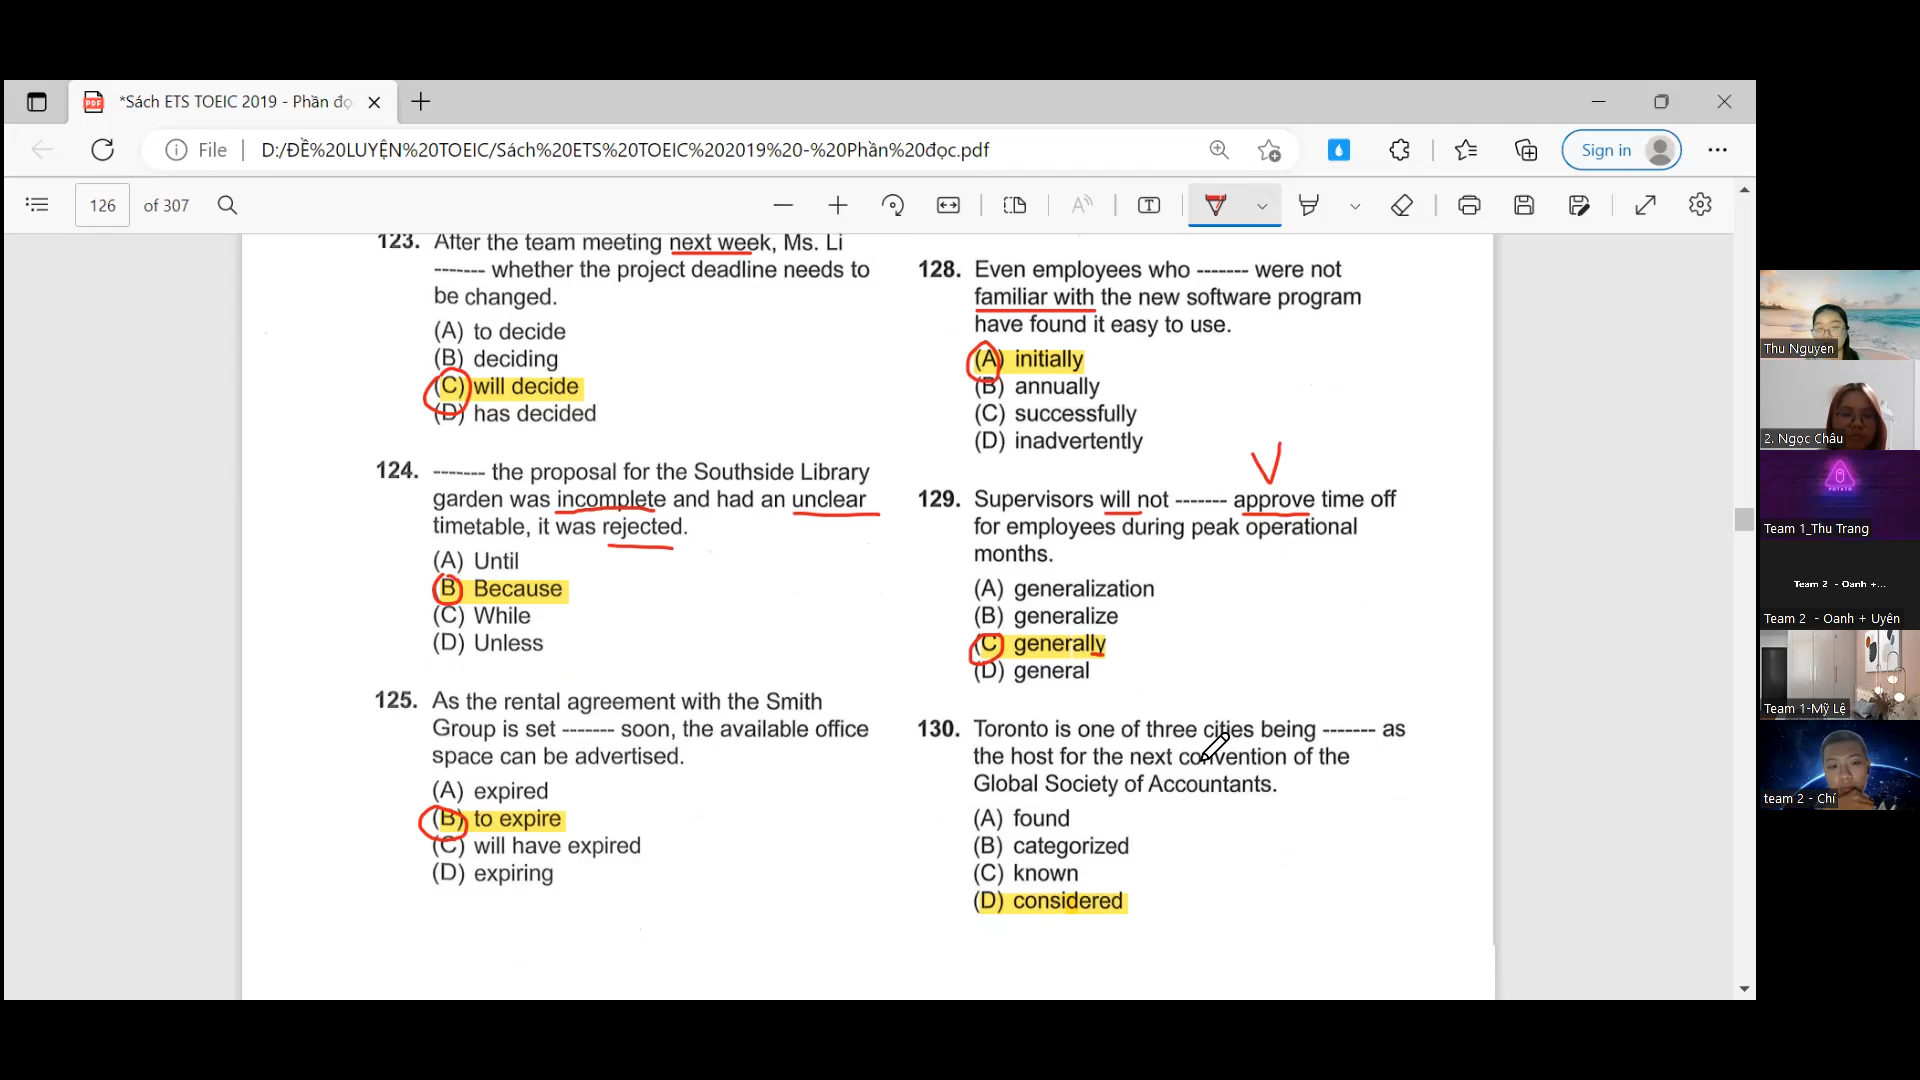 *Sách ETS TOEIC 2019 - Phần đọ
File
D:/ĐỀ%20LUYỆN%20TOEIC/Sách%20ETS%20TOEIC%202019%20-%20Phần%20đọc.pdf
Sign in
126 of 307
123. After the team meeting next week, Ms. Li
------- whether the project deadline needs to
be changed.
(A) to decide
(B) deciding
(C) will decide
(D) has decided
124. ------- the proposal for the Southside Library
garden was incomplete and had an unclear
timetable, it was rejected.
(A) Until
(B) Because
(C) While
(D) Unless
125. As the rental agreement with the Smith
Group is set ------- soon, the available office
space can be advertised.
(A) expired
(B) to expire
(C) will have expired
(D) expiring
128. Even employees who ------- were not
familiar with the new software program
have found it easy to use.
(A) initially
(B) annually
(C) successfully
(D) inadvertently
V
129. Supervisors will not ------- approve time off
for employees during peak operational
months.
(A) generalization
(B) generalize
(C) generally
(D) general
130. Toronto is one of three cities being ------- as
the host for the next convention of the
Global Society of Accountants.
(A) found
(B) categorized
(C) known
(D) considered
Thu Nguyen
2. Ngọc Châu
POTATO
Team 1_Thu Trang
Team 2 - Oanh +...
Team 2 - Oanh + Uyên
Team 1-Mỹ Lệ
team 2 - Chí